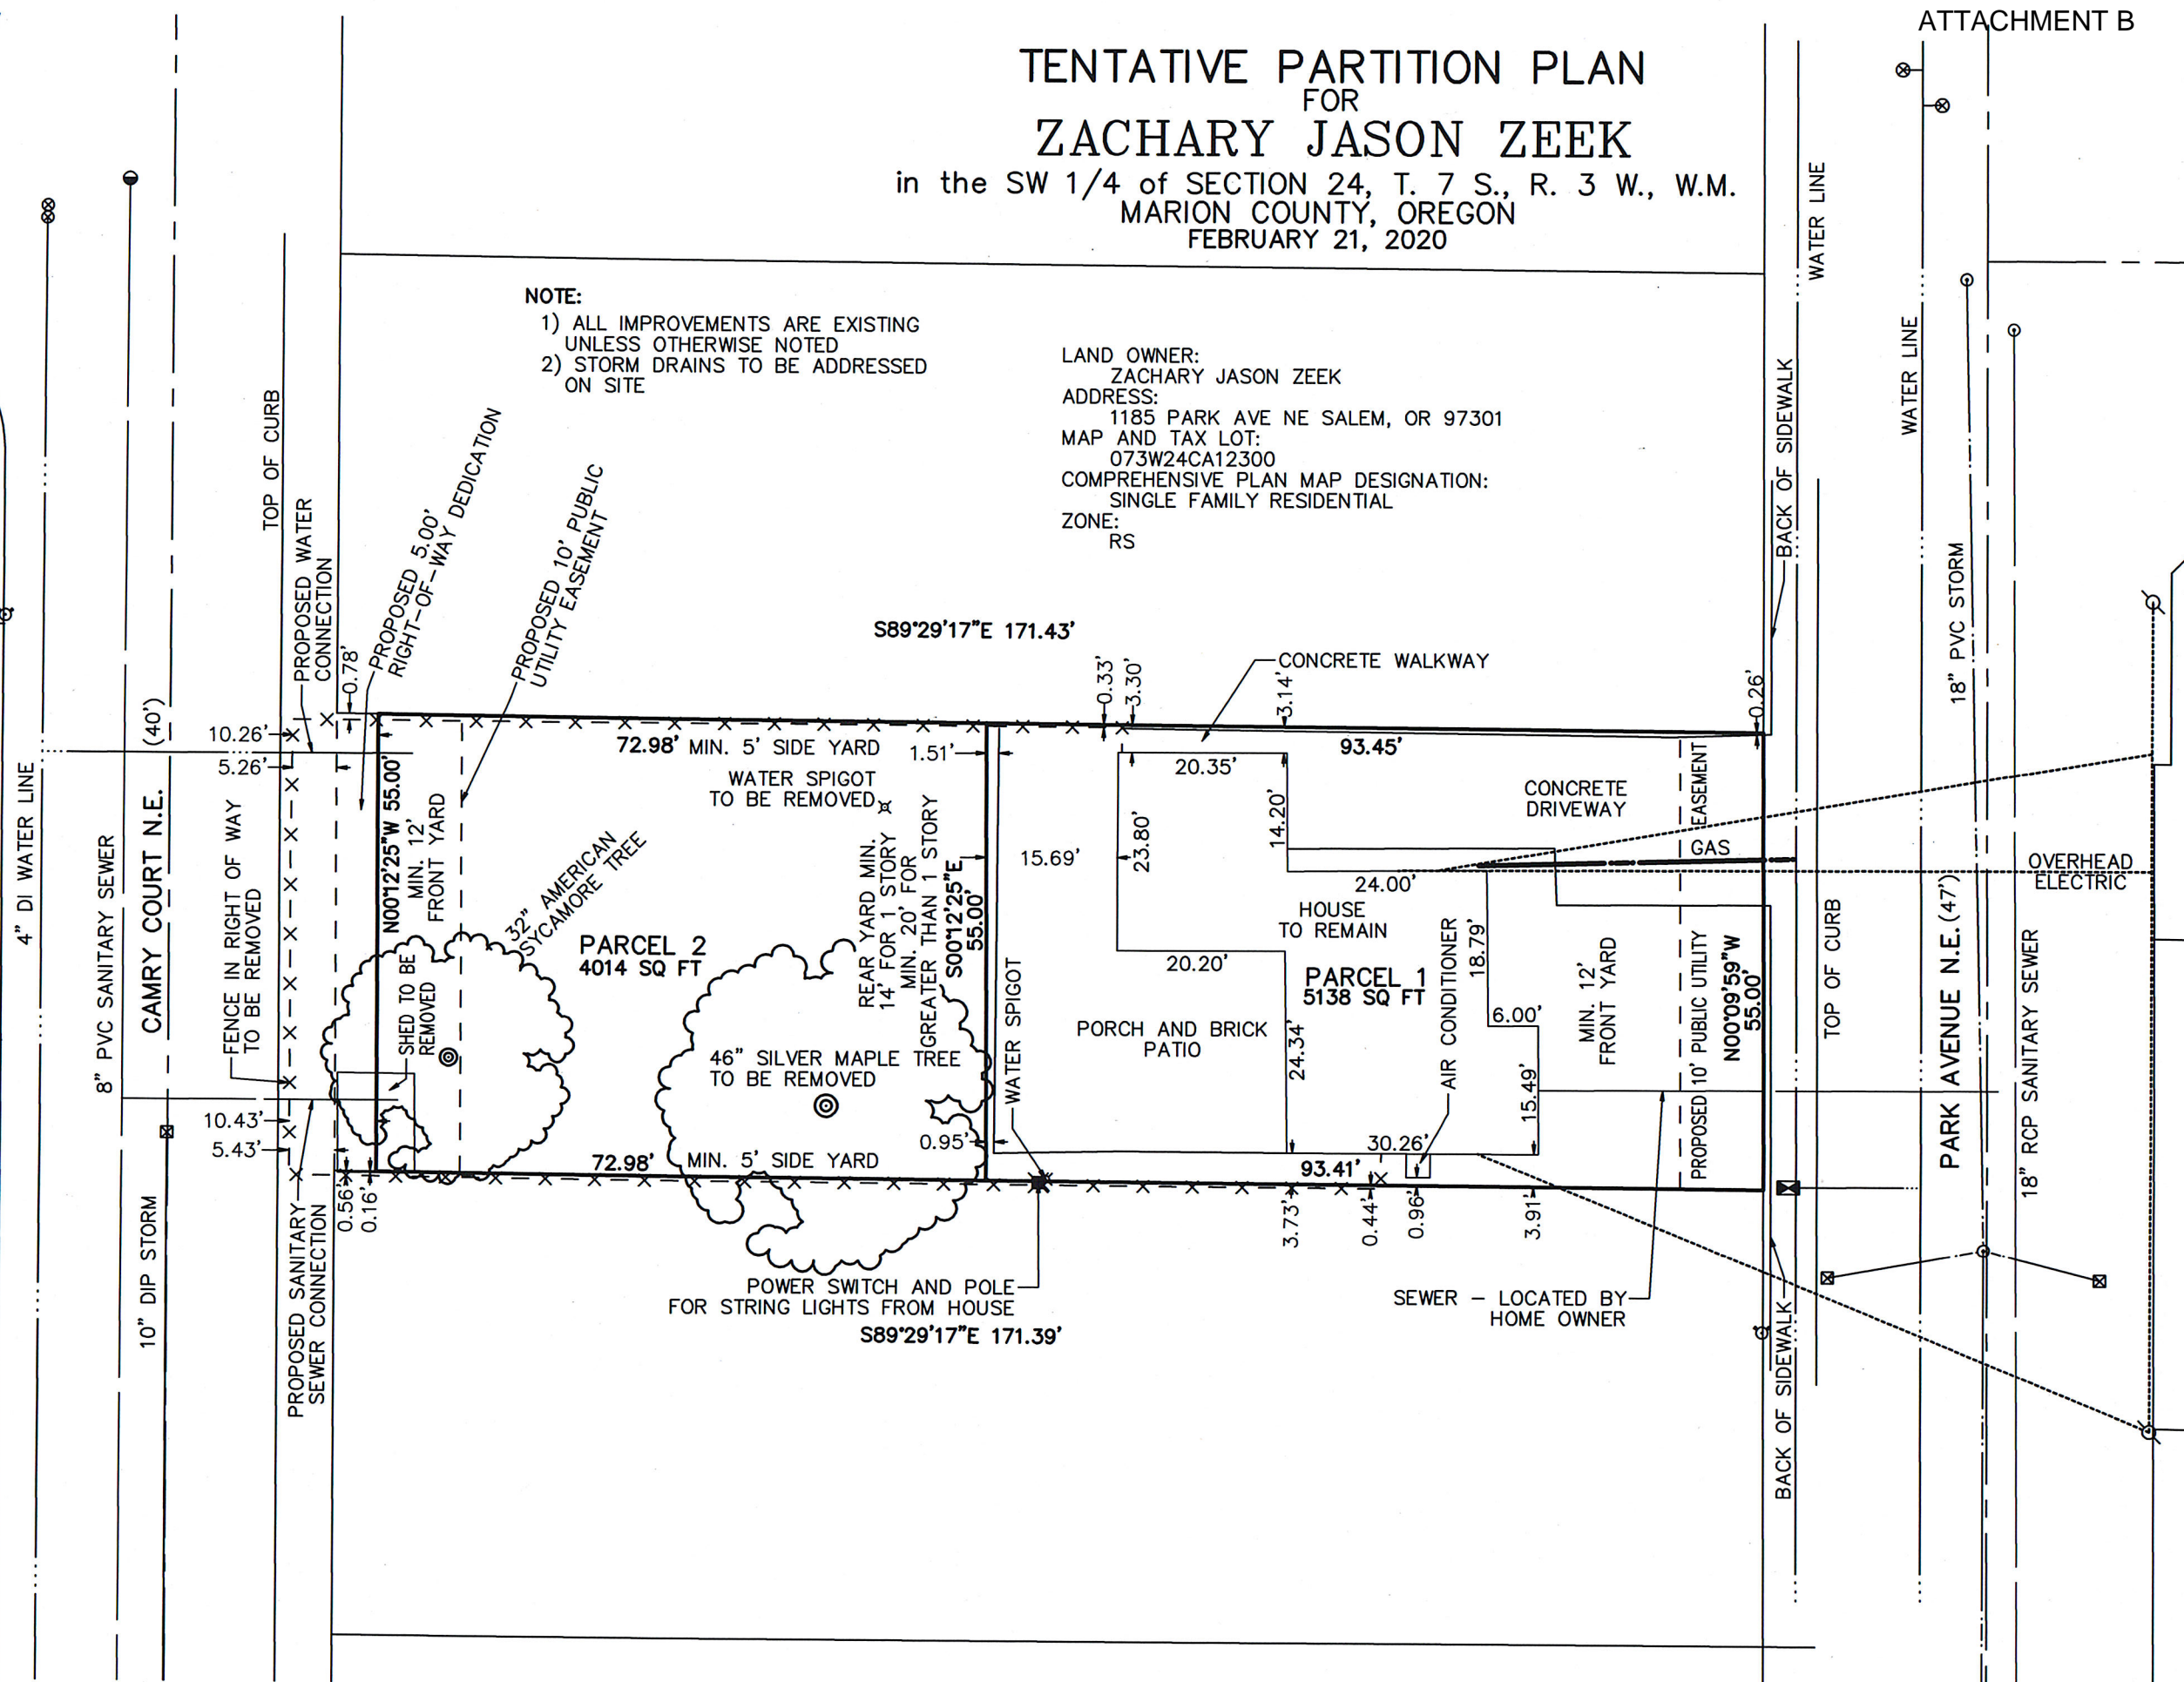 ATTACHMENT B
TENTATIVE PARTITION PLAN
FOR
ZACHARY JASON ZEEK
in the SW 1/4 of SECTION 24, T. 7 S., R. 3 W., W.M.
MARION COUNTY, OREGON
FEBRUARY 21, 2020
NOTE:
1) ALL IMPROVEMENTS ARE EXISTING
UNLESS OTHERWISE NOTED
2) STORM DRAINS TO BE ADDRESSED
ON SITE
LAND OWNER:
ZACHARY JASON ZEEK
ADDRESS:
1185 PARK AVE NE SALEM, OR 97301
MAP AND TAX LOT:
073W24CA12300
COMPREHENSIVE PLAN MAP DESIGNATION:
SINGLE FAMILY RESIDENTIAL
ZONE:
RS
4" DI WATER LINE
8" PVC SANITARY SEWER
CAMRY COURT N.E. (40')
10" DIP STORM
TOP OF CURB
PROPOSED WATER
CONNECTION
0.78'
PROPOSED 5.00'
RIGHT-OF-WAY DEDICATION
PROPOSED 10' PUBLIC
UTILITY EASEMENT
10.26'
5.26'
FENCE IN RIGHT OF WAY
TO BE REMOVED
10.43'
5.43'
PROPOSED SANITARY
SEWER CONNECTION
0.56'
0.16'
S89°29'17"E 171.43'
72.98' MIN. 5' SIDE YARD
1.51'
WATER SPIGOT
TO BE REMOVED
N00°12'25"W 55.00'
MIN. 12'
FRONT YARD
32" AMERICAN
SYCAMORE TREE
PARCEL 2
4014 SQ FT
SHED TO BE
REMOVED
REAR YARD MIN.
14' FOR 1 STORY
MIN. 20' FOR
GREATER THAN 1 STORY
S00°12'25"E
55.00'
46" SILVER MAPLE TREE
TO BE REMOVED
0.95'
72.98' MIN. 5' SIDE YARD
WATER SPIGOT
POWER SWITCH AND POLE
FOR STRING LIGHTS FROM HOUSE
S89°29'17"E 171.39'
0.33'
3.30'
CONCRETE WALKWAY
3.14'
0.26'
93.45'
20.35'
15.69'
23.80'
14.20'
CONCRETE
DRIVEWAY
24.00'
HOUSE
TO REMAIN
20.20'
PARCEL 1
5138 SQ FT
PORCH AND BRICK
PATIO
24.34'
AIR CONDITIONER
18.79'
6.00'
15.49'
30.26'
93.41'
3.73'
0.44'
0.96'
3.91'
MIN. 12'
FRONT YARD
PROPOSED 10' PUBLIC UTILITY
EASEMENT
GAS
N00°09'59"W
55.00'
SEWER - LOCATED BY
HOME OWNER
BACK OF SIDEWALK
BACK OF SIDEWALK
WATER LINE
WATER LINE
TOP OF CURB
18" PVC STORM
PARK AVENUE N.E. (47')
18" RCP SANITARY SEWER
OVERHEAD
ELECTRIC